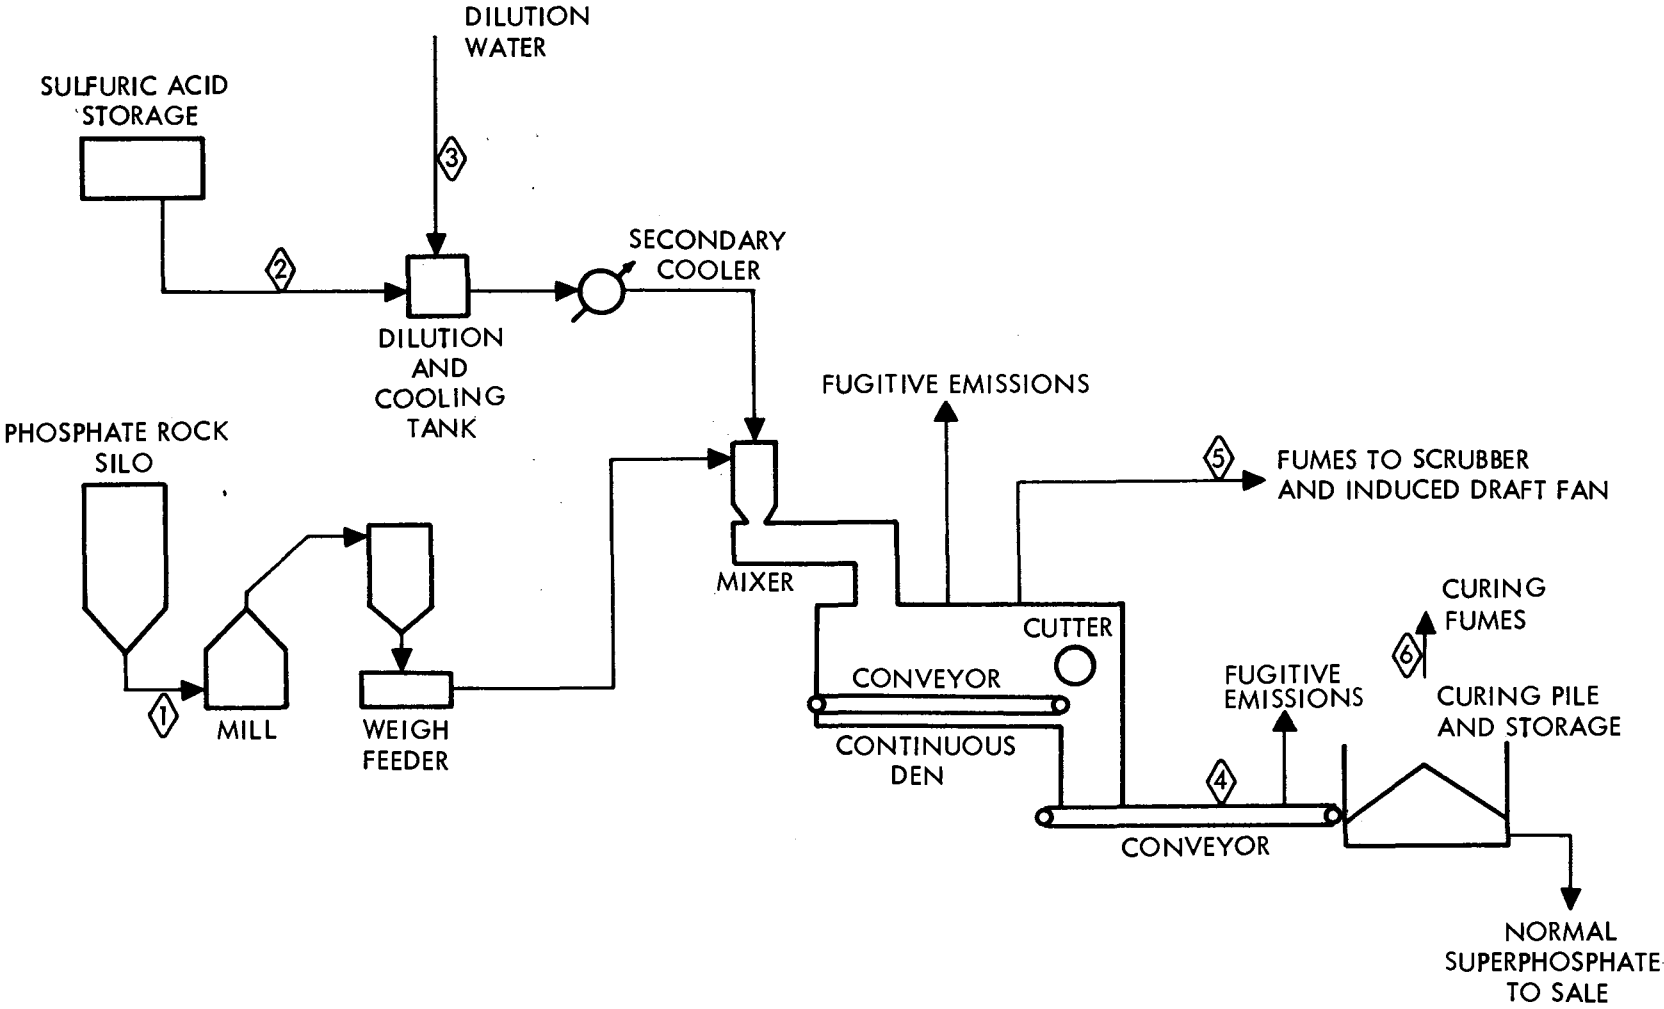 DILUTION
WATER
SULFURIC ACID
STORAGE
3
2
SECONDARY
COOLER
DILUTION
AND
COOLING
TANK
FUGITIVE EMISSIONS
PHOSPHATE ROCK
SILO
5
FUMES TO SCRUBBER
AND INDUCED DRAFT FAN
MIXER
CURING
FUMES
6
CUTTER
CONVEYOR
FUGITIVE
EMISSIONS
CURING PILE
AND STORAGE
1
MILL
WEIGH
FEEDER
CONTINUOUS
DEN
4
CONVEYOR
NORMAL
SUPERPHOSPHATE
TO SALE